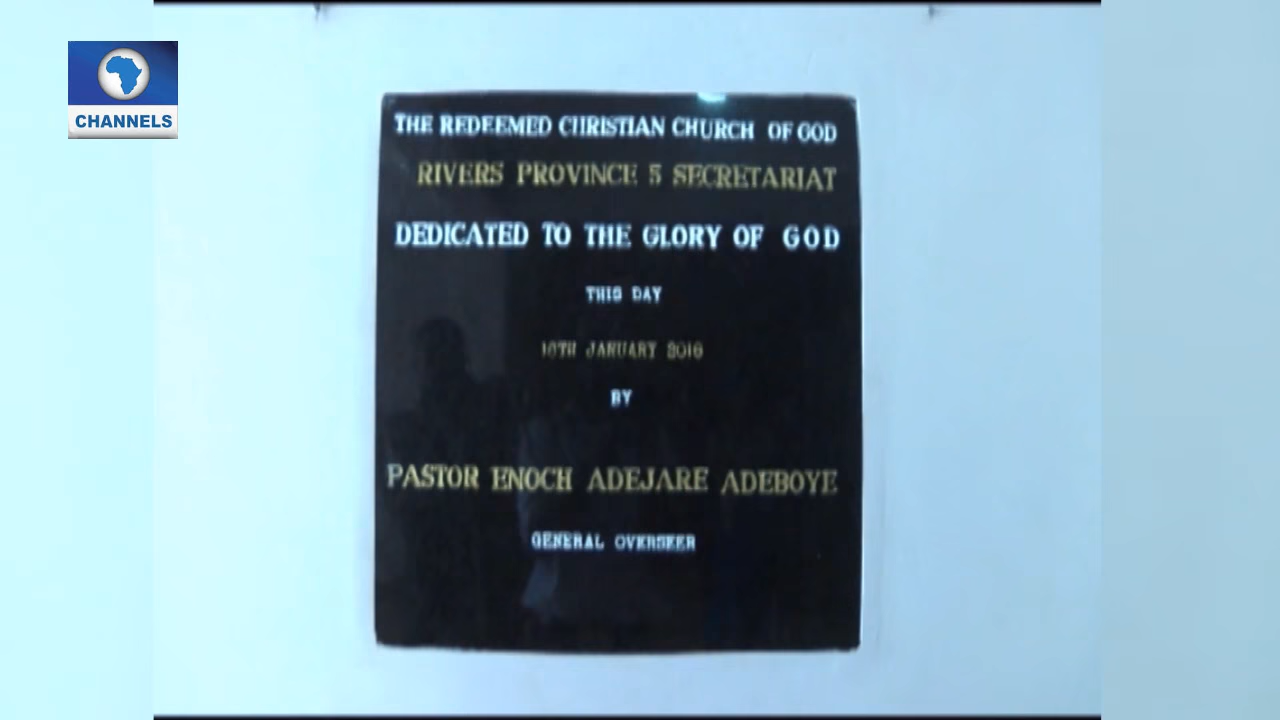 CHANNELS
THE REDEEMED CHRISTIAN CHURCH OF GOD
RIVERS PROVINCE 5 SECRETARIAT
DEDICATED TO THE GLORY OF GOD
THIS DAY
JANUARY
BY
PASTOR ENOCH ADEJARE ADEBOYE
GENERAL OVERSEER